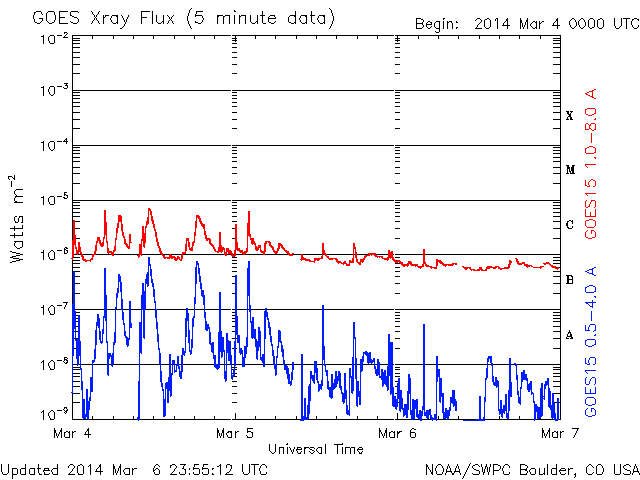 GOES Xray Flux (5 minute data)
Begin: 2014 Mar 4 0000 UTC
10-2
10-3
10-4
10-5
10-6
10-7
10-8
10-9
Watts m-2
X
M
C
B
A
GOES15 1.0-8.0 A
GOES15 0.5-4.0 A
Mar 4
Mar 5
Mar 6
Mar 7
Universal Time
Updated 2014 Mar 6 23:55:12 UTC
NOAA/SWPC Boulder, CO USA